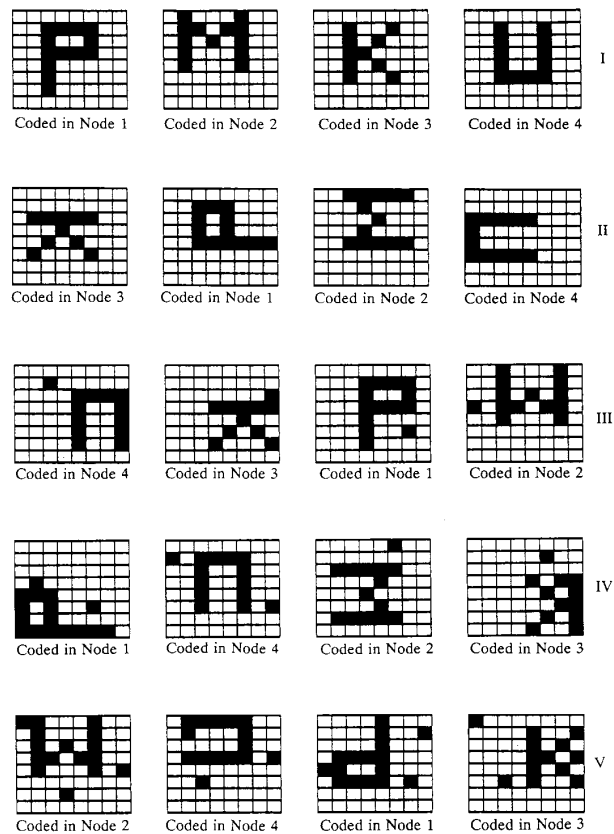 Coded in Node 1 Coded in Node 2 Coded in Node 3 Coded in Node 4 I
Coded in Node 3 Coded in Node 1 Coded in Node 2 Coded in Node 4 II
Coded in Node 4 Coded in Node 3 Coded in Node 1 Coded in Node 2 III
Coded in Node 1 Coded in Node 4 Coded in Node 2 Coded in Node 3 IV
Coded in Node 2 Coded in Node 4 Coded in Node 1 Coded in Node 3 V